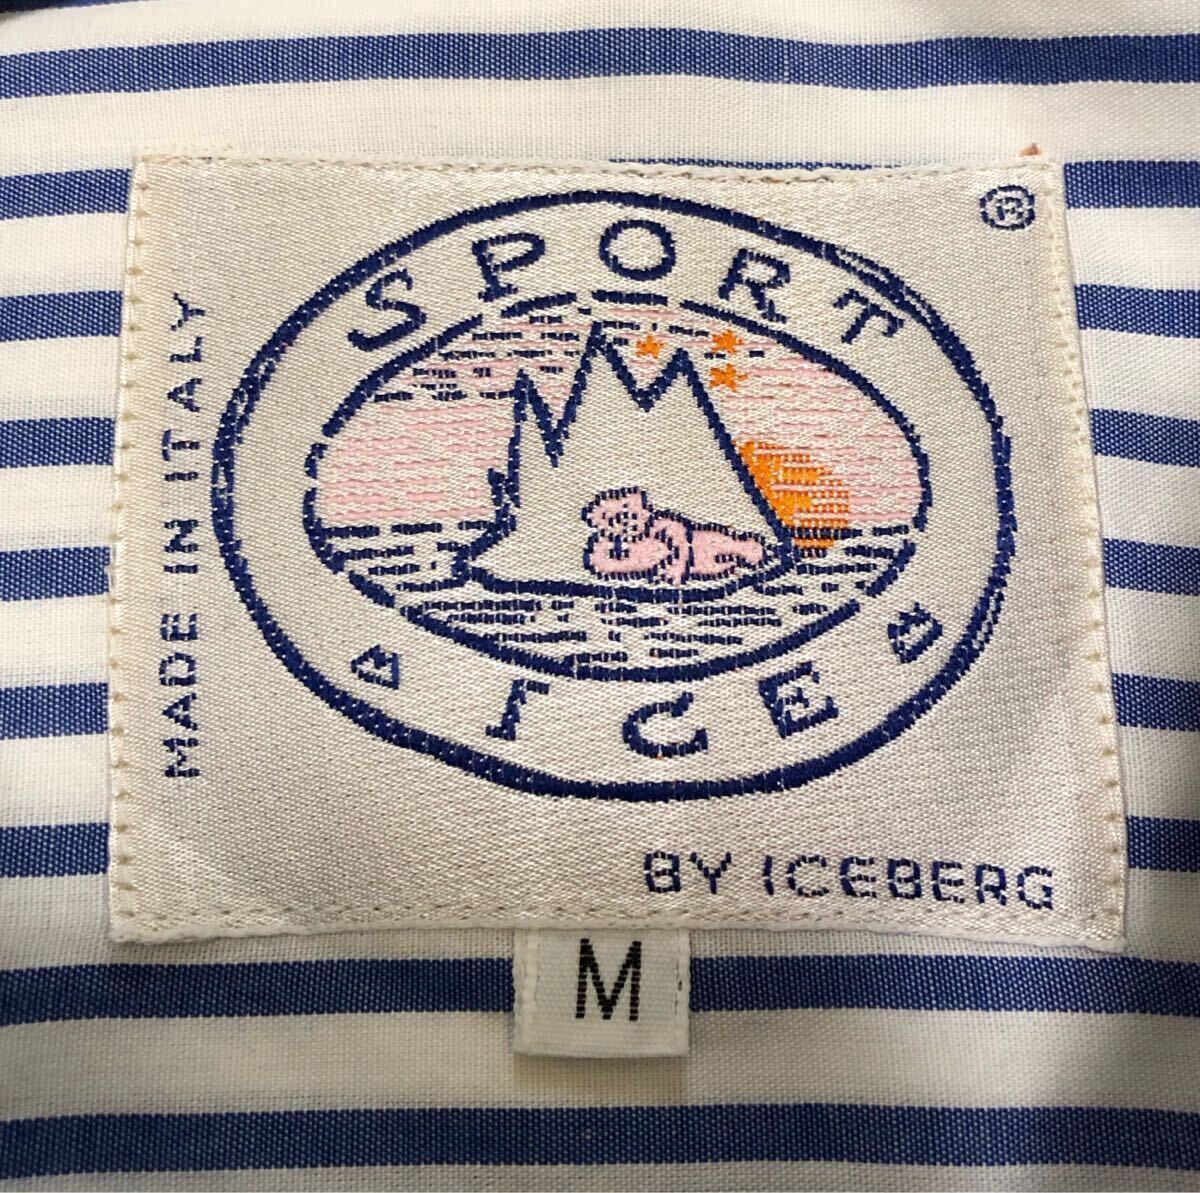 SPORT
ICE
®
MADE IN ITALY
BY ICEBERG
M